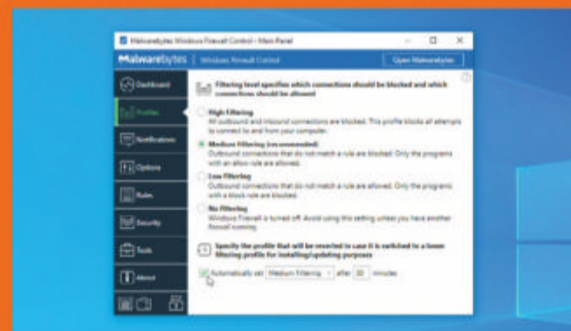 Malwarebytes Windows Firewall Control - Main Panel
Malwarebytes | Windows Firewall Control
Open Malwarebytes
Dashboard
Profiles
Notifications
Options
Rules
Security
Tools
About
Filtering level specifies which connections should be blocked and which
connections should be allowed
High Filtering
All outbound and inbound connections are blocked. This profile blocks all attempts
to connect to and from your computer.
Medium Filtering (recommended)
Outbound connections that do not match a rule are blocked. Only the programs
with an allow rule are allowed.
Low Filtering
Outbound connections that do not match a rule are allowed. Only the programs
with a block rule are blocked.
No Filtering
Windows Firewall is turned off. Avoid using this setting unless you have another
firewall running.
Specify the profile that will be reverted in case it is switched to a lower
filtering profile for installing/updating purposes
Automatically set Medium Filtering after minutes